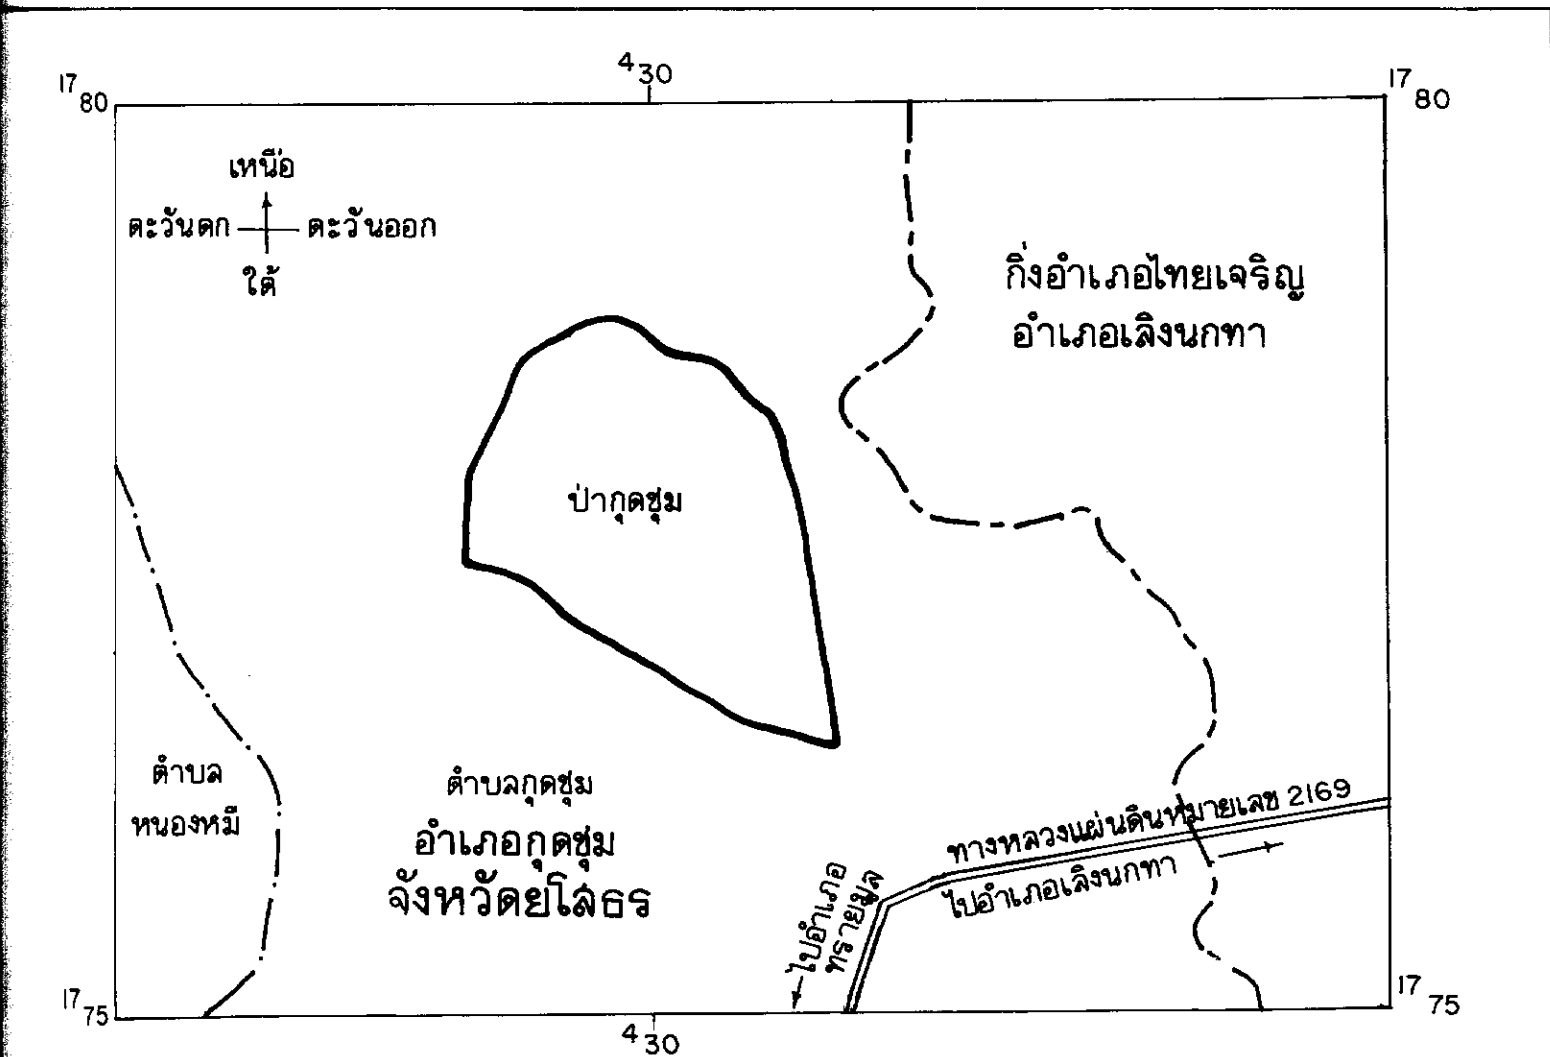 430
17 80
17 80
เหนือ
ตะวันตก ตะวันออก
ใต้
กิ่งอำเภอไทยเจริญ
อำเภอเลิงนกทา
ป่ากุดชุม
ตำบล
หนองหมี
ตำบลกุดชุม
อำเภอกุดชุม
จังหวัดยโสธร
ทางหลวงแผ่นดินหมายเลข 2169
ไปอำเภอเลิงนกทา
ไปอำเภอ
ทรายมูล
17 75
17 75
430